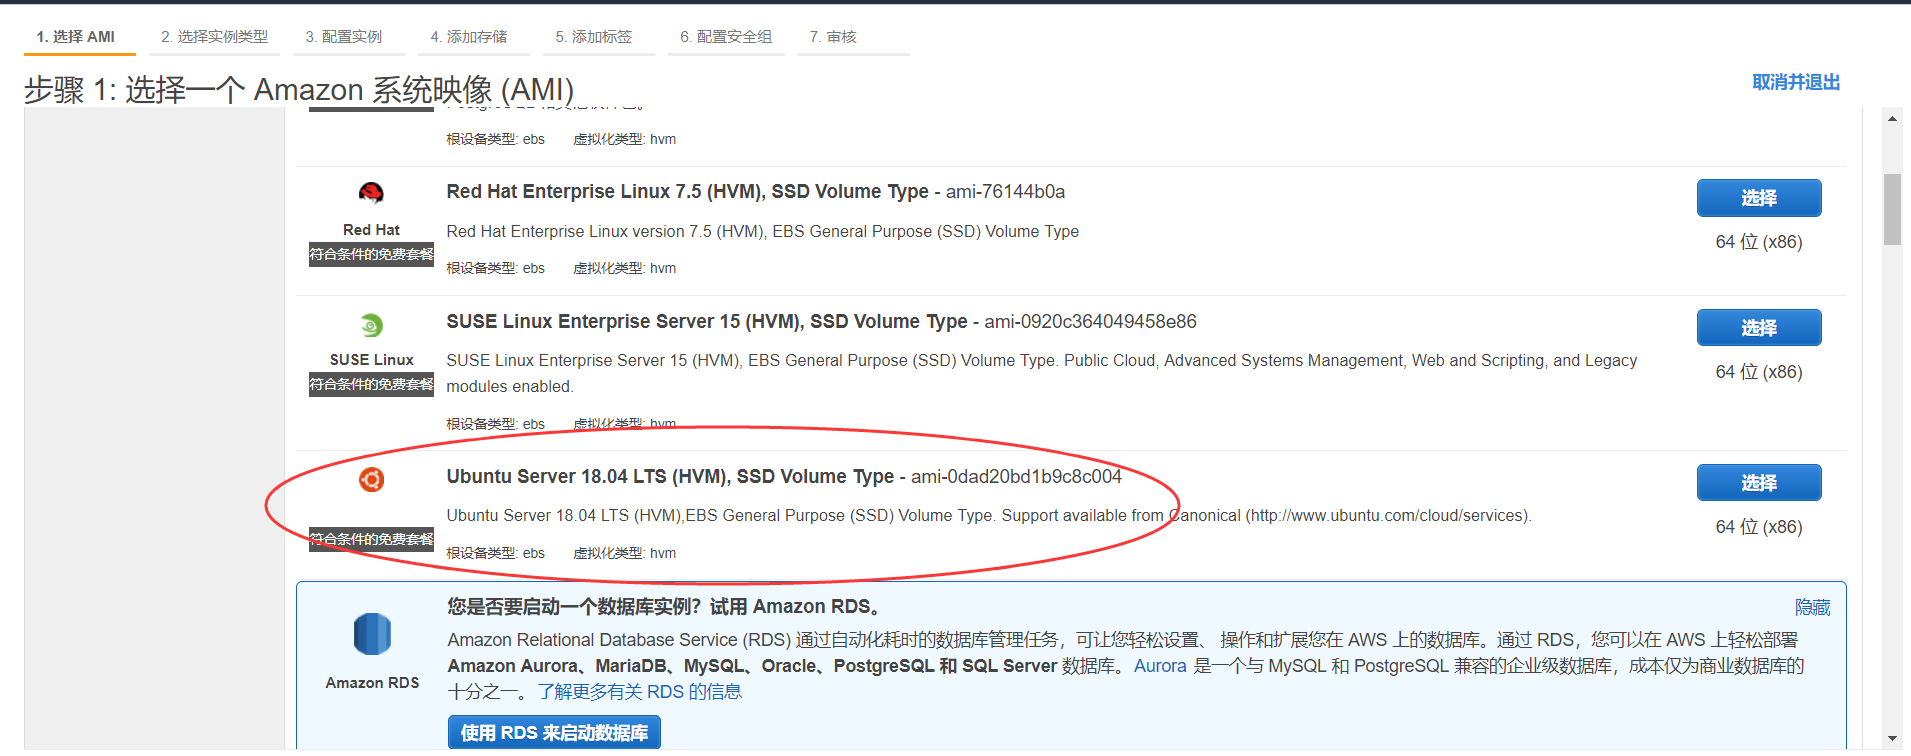 1. 选择 AMI
2. 选择实例类型
3. 配置实例
4. 添加存储
5. 添加标签
6. 配置安全组
7. 审核
步骤 1: 选择一个 Amazon 系统映像 (AMI)
取消并退出
根设备类型: ebs 虚拟化类型: hvm
Red Hat
符合条件的免费套餐
Red Hat Enterprise Linux 7.5 (HVM), SSD Volume Type - ami-76144b0a
Red Hat Enterprise Linux version 7.5 (HVM), EBS General Purpose (SSD) Volume Type
根设备类型: ebs 虚拟化类型: hvm
选择
64 位 (x86)
SUSE Linux
符合条件的免费套餐
SUSE Linux Enterprise Server 15 (HVM), SSD Volume Type - ami-0920c364049458e86
SUSE Linux Enterprise Server 15 (HVM), EBS General Purpose (SSD) Volume Type. Public Cloud, Advanced Systems Management, Web and Scripting, and Legacy
modules enabled.
根设备类型: ebs 虚拟化类型: hvm
选择
64 位 (x86)
符合条件的免费套餐
Ubuntu Server 18.04 LTS (HVM), SSD Volume Type - ami-0dad20bd1b9c8c004
Ubuntu Server 18.04 LTS (HVM),EBS General Purpose (SSD) Volume Type. Support available from Canonical (http://www.ubuntu.com/cloud/services).
根设备类型: ebs 虚拟化类型: hvm
选择
64 位 (x86)
Amazon RDS
您是否要启动一个数据库实例？试用 Amazon RDS。
隐藏
Amazon Relational Database Service (RDS) 通过自动化耗时的数据库管理任务，可让您轻松设置、 操作和扩展您在 AWS 上的数据库。通过 RDS，您可以在 AWS 上轻松部署
Amazon Aurora、MariaDB、MySQL、Oracle、PostgreSQL 和 SQL Server 数据库。 Aurora 是一个与 MySQL 和 PostgreSQL 兼容的企业级数据库，成本仅为商业数据库的
十分之一。 了解更多有关 RDS 的信息
使用 RDS 来启动数据库